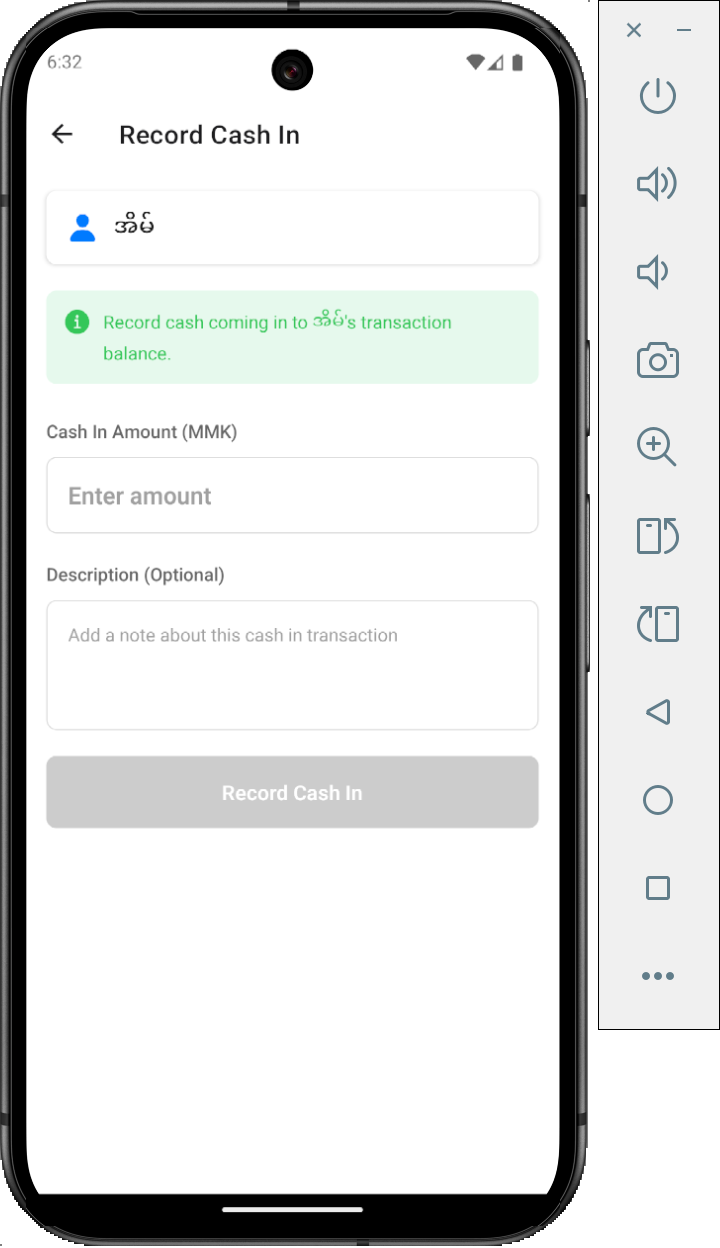 6:32
Record Cash In
အိမ်
Record cash coming in to အိမ်'s transaction
balance.
Cash In Amount (MMK)
Enter amount
Description (Optional)
Add a note about this cash in transaction
Record Cash In